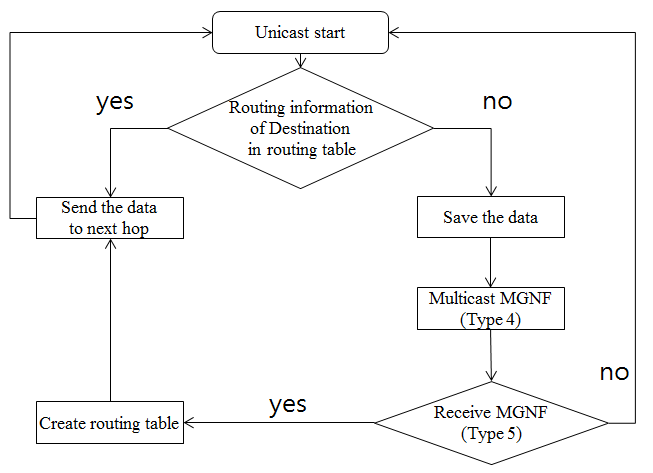 Unicast start
yes
no
Routing information
of Destination
in routing table
Send the data
to next hop
Save the data
Multicast MGNF
(Type 4)
no
yes
Create routing table
Receive MGNF
(Type 5)